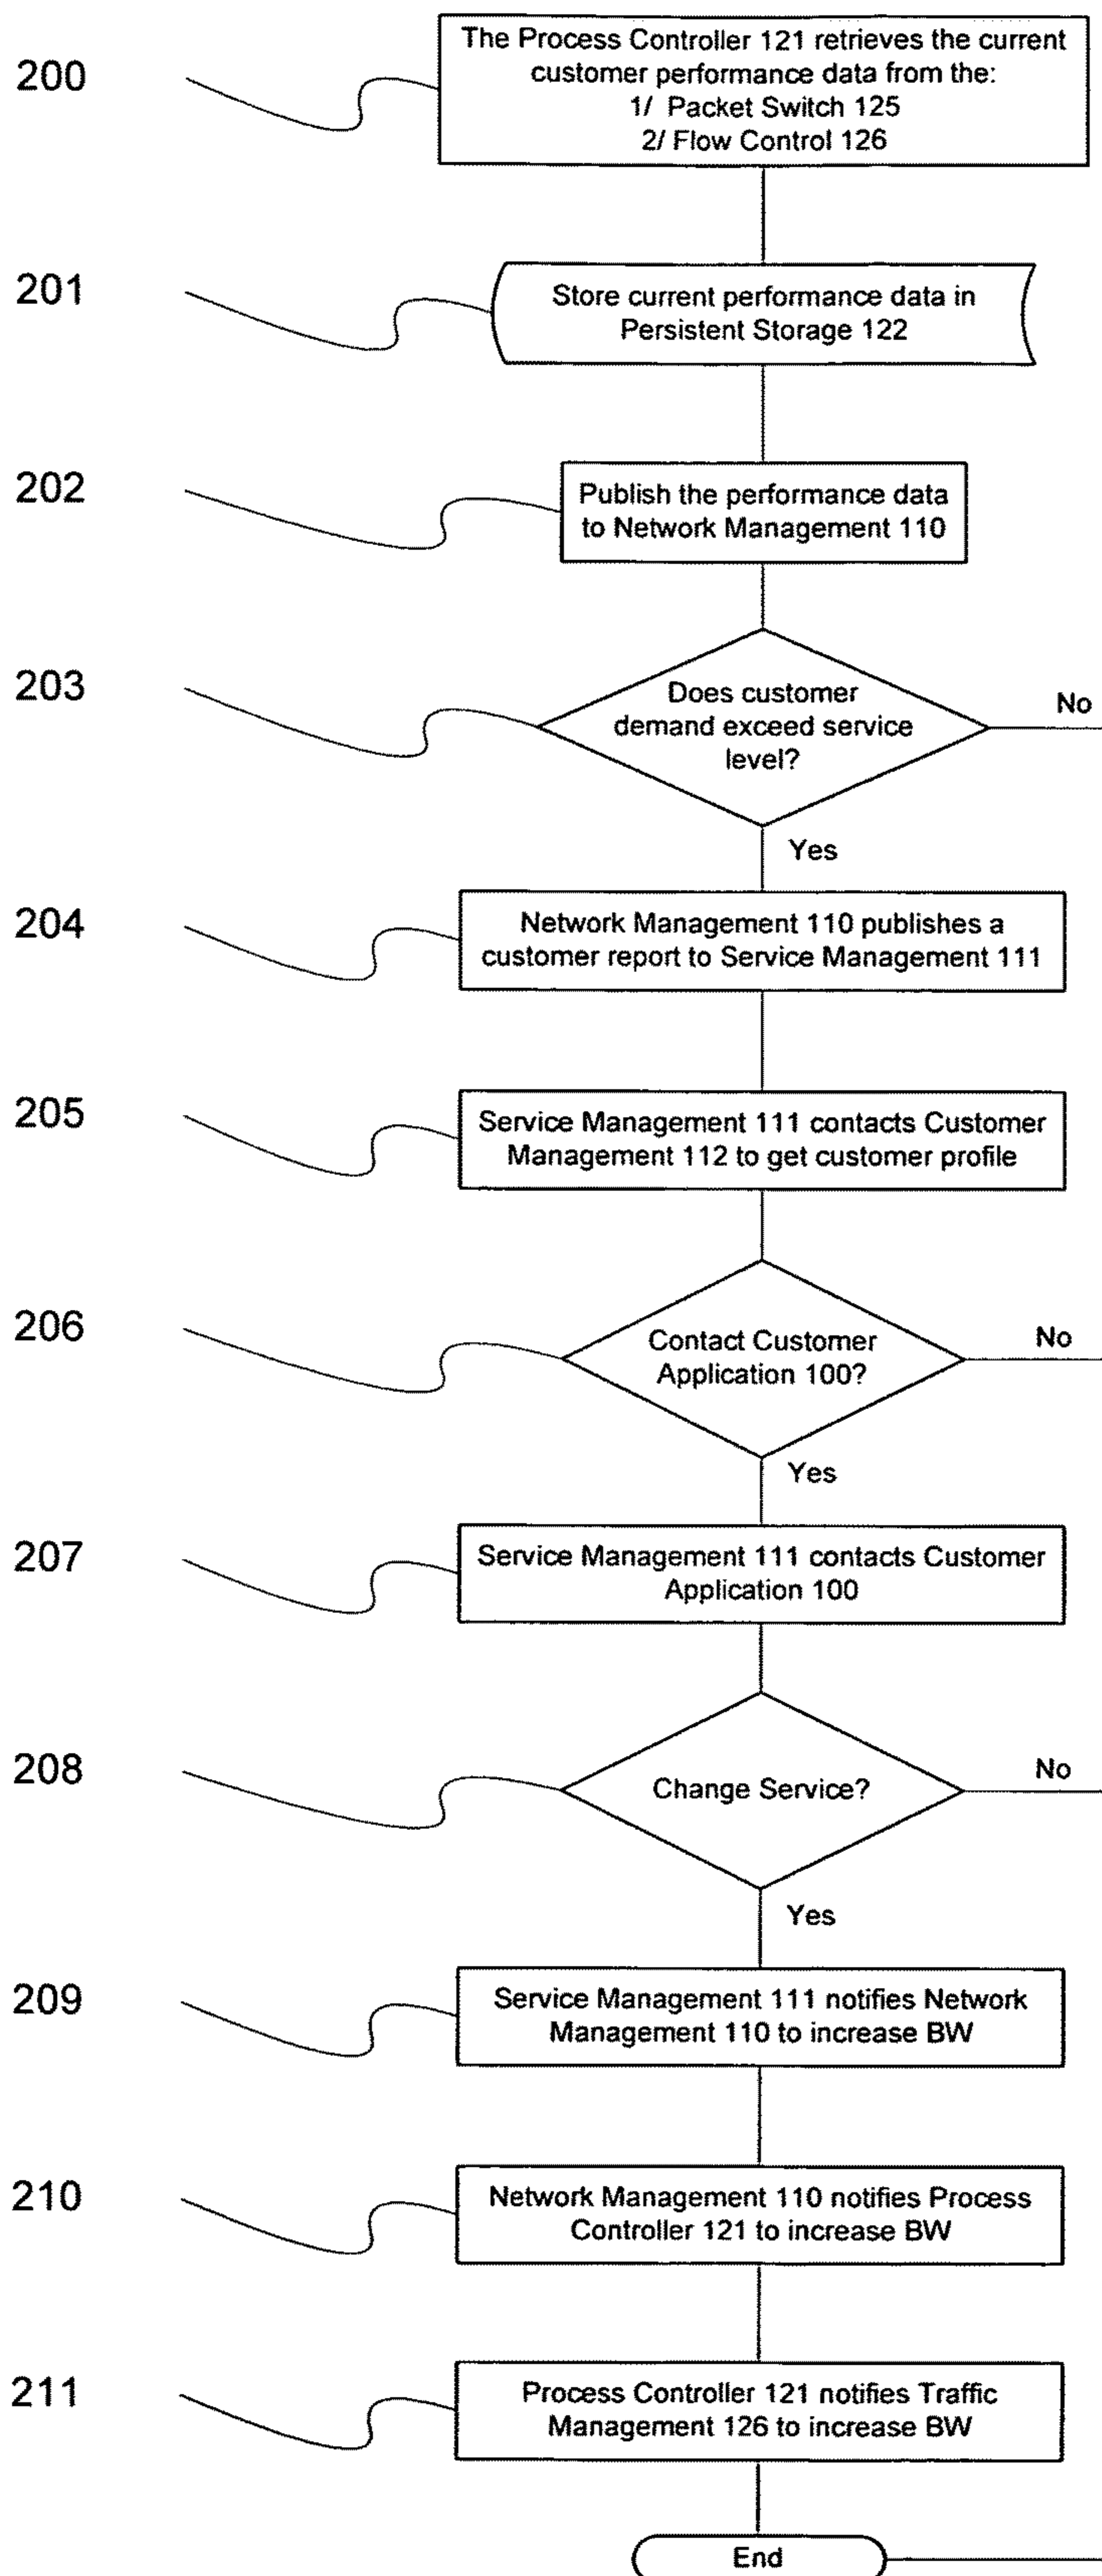 200
The Process Controller 121 retrieves the current
customer performance data from the:
1/ Packet Switch 125
2/ Flow Control 126
201
Store current performance data in
Persistent Storage 122
202
Publish the performance data
to Network Management 110
203
Does customer
demand exceed service
level?
No
Yes
204
Network Management 110 publishes a
customer report to Service Management 111
205
Service Management 111 contacts Customer
Management 112 to get customer profile
206
Contact Customer
Application 100?
No
Yes
207
Service Management 111 contacts Customer
Application 100
208
Change Service?
No
Yes
209
Service Management 111 notifies Network
Management 110 to increase BW
210
Network Management 110 notifies Process
Controller 121 to increase BW
211
Process Controller 121 notifies Traffic
Management 126 to increase BW
End